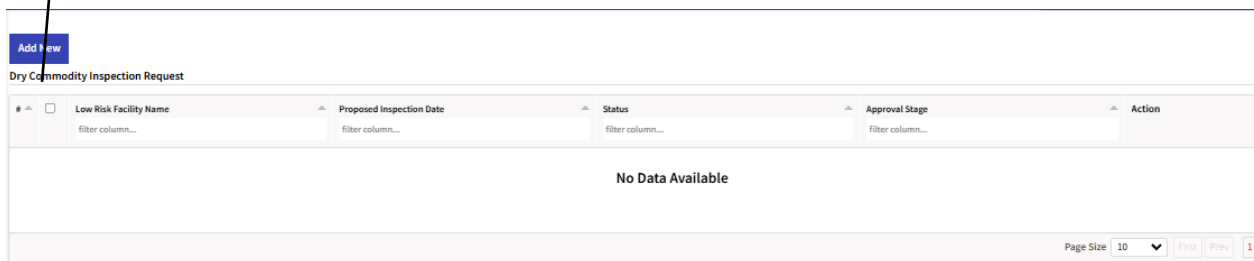 Add New
Dry Commodity Inspection Request
# Low Risk Facility Name Proposed Inspection Date Status Approval Stage Action
filter column... filter column... filter column... filter column...
No Data Available
Page Size 10 First Prev 1